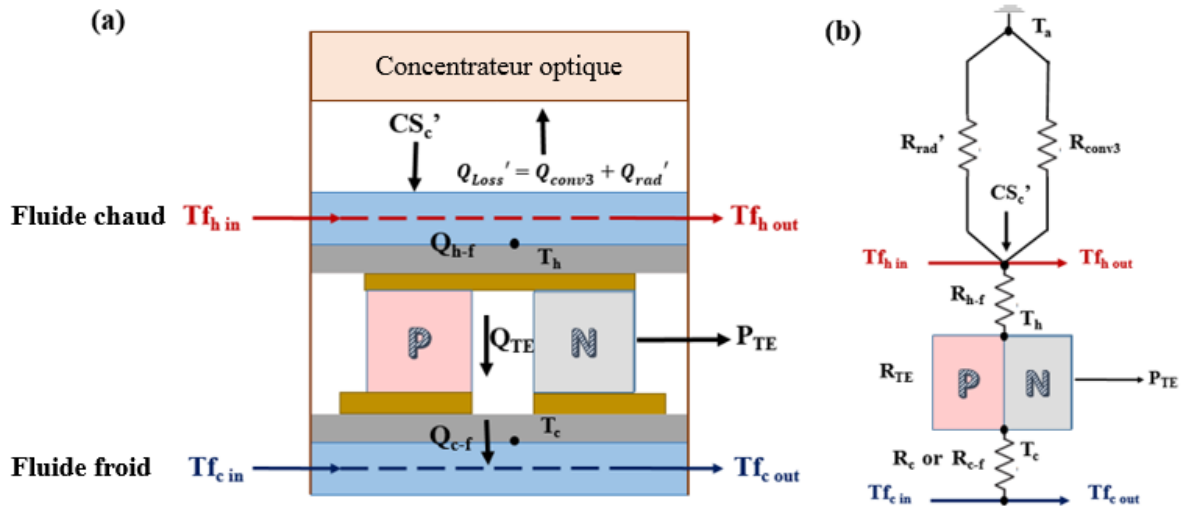 (a)
Concentrateur optique
CSc’
QLoss′ = Qconv3 + Qrad′
Fluide chaud
Tfh in
Tfh out
Qh-f
Th
P
QTE
N
PTE
Qc-f
Tc
Fluide froid
Tfc in
Tfc out
(b)
Ta
Rrad’
Rconv3
CSc’
Tfh in
Tfh out
Rh-f
Th
RTE
P
N
PTE
Tc
Rc or Rc-f
Tfc in
Tfc out